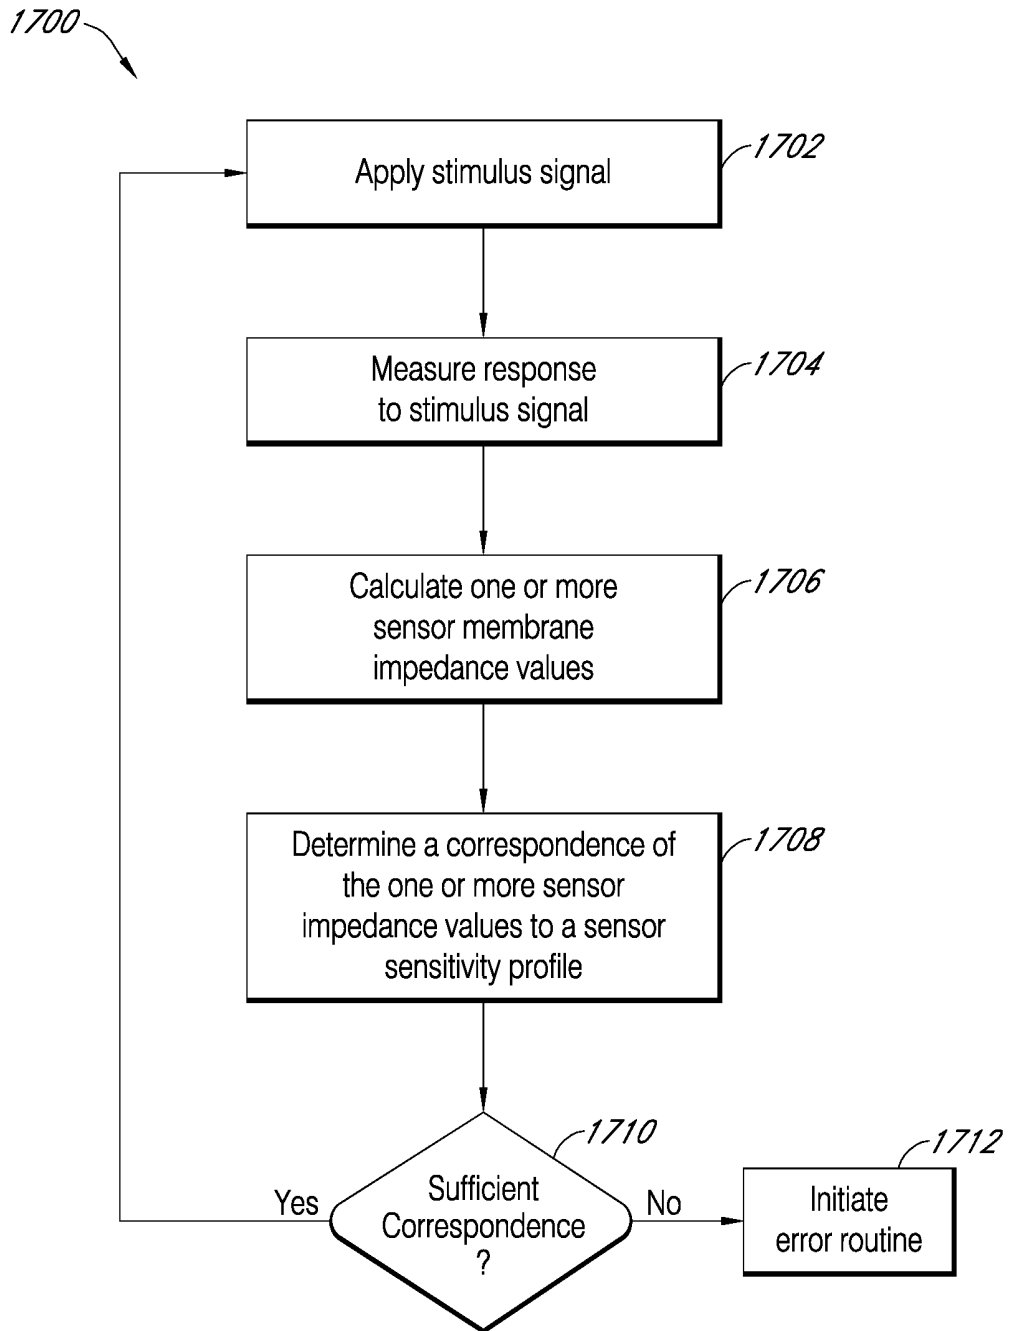 1700
Apply stimulus signal
1702
Measure response
to stimulus signal
1704
Calculate one or more
sensor membrane
impedance values
1706
Determine a correspondence of
the one or more sensor
impedance values to a sensor
sensitivity profile
1708
1710
Sufficient
Correspondence
?
Yes
No
1712
Initiate
error routine